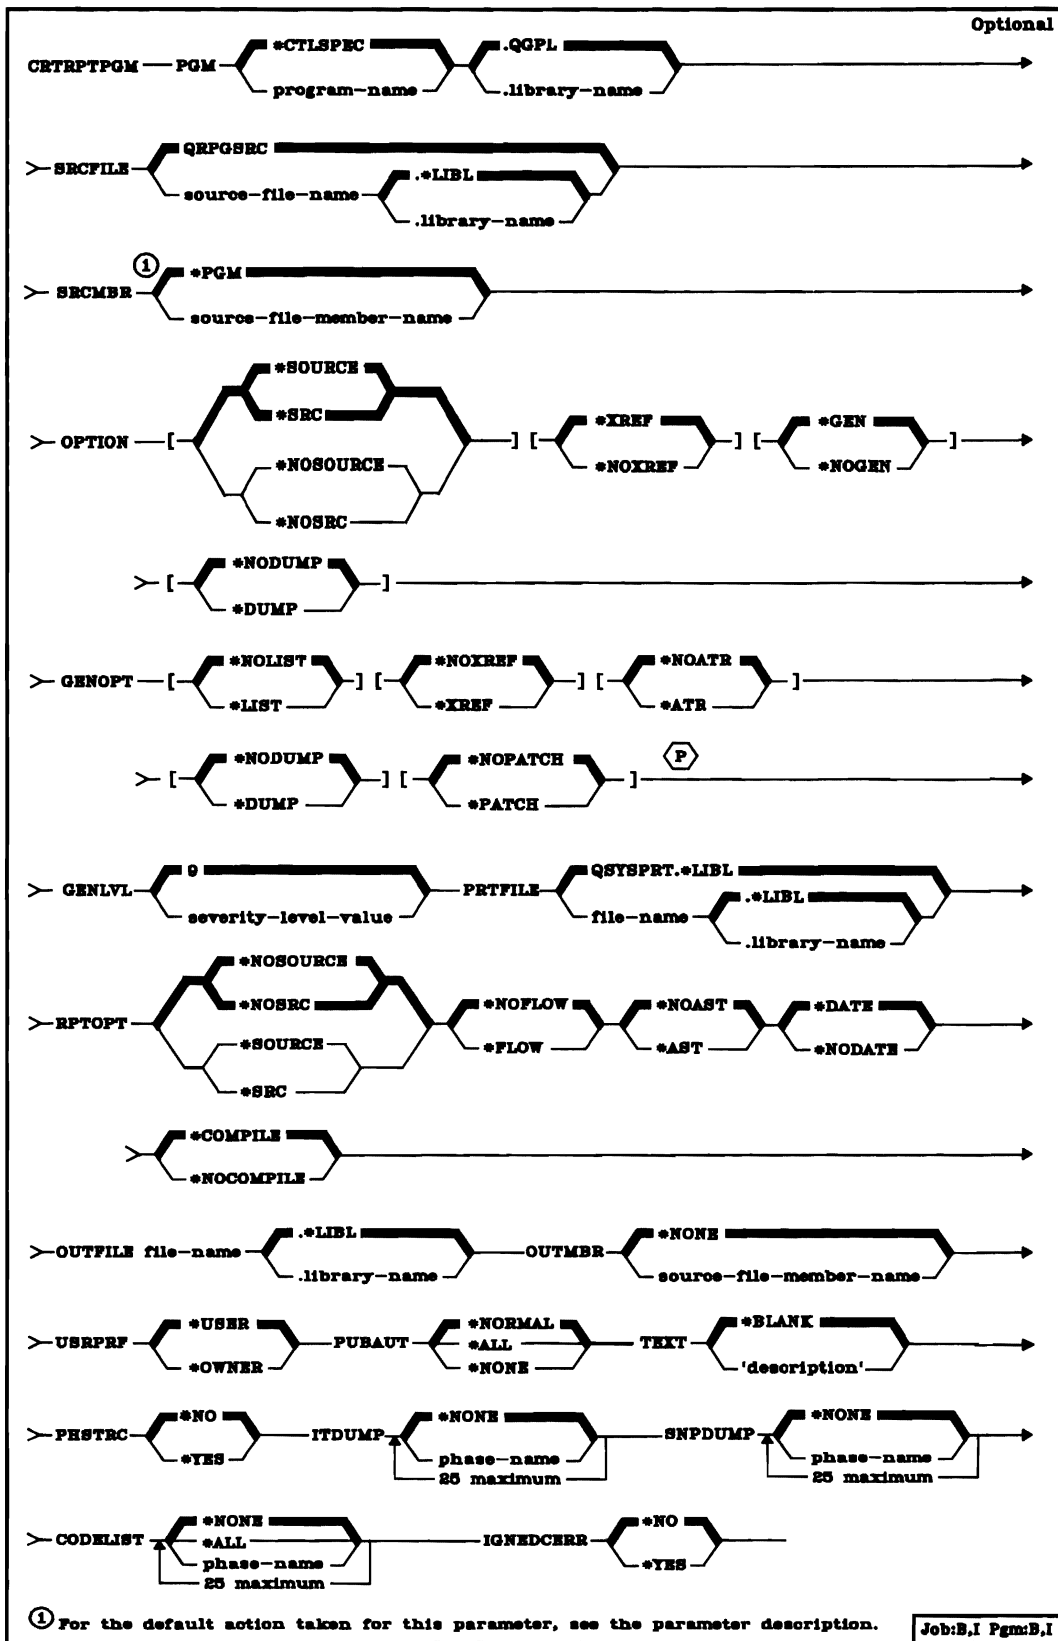 Optional
*CTLSPEC .QGPL
CRTRPTPGM PGM
program-name .library-name
QRPGSRC
SRCFILE .*LIBL
source-file-name
.library-name
① *PGM
SRCMBR
source-file-member-name
*SOURCE
*SRC *XREF *GEN
OPTION [ ] [ ] [ ]
*NOSOURCE *NOXREF *NOGEN
*NOSRC
*NODUMP
[ ]
*DUMP
*NOLIST *NOXREF *NOATR
GENOPT [ ] [ ] [ ]
*LIST *XREF *ATR
*NODUMP *NOPATCH P
[ ] [ ]
*DUMP *PATCH
9 QSYSPRT.*LIBL
GENLVL PRTFILE .*LIBL
severity-level-value file-name
.library-name
*NOSOURCE
*NOSRC *NOFLOW *NOAST *DATE
RPTOPT
*SOURCE *FLOW *AST *NODATE
*SRC
*COMPILE
*NOCOMPILE
.*LIBL *NONE
OUTFILE file-name OUTMBR
.library-name source-file-member-name
*USER *NORMAL *BLANK
USRPRF PUBAUT *ALL TEXT
*OWNER *NONE 'description'
*NO *NONE *NONE
PHSTRC ITDUMP SNPDUMP
*YES phase-name phase-name
25 maximum 25 maximum
*NONE *NO
CODELIST *ALL IGNEDCERR
phase-name *YES
25 maximum
① For the default action taken for this parameter, see the parameter description.
Job:B,I Pgm:B,I